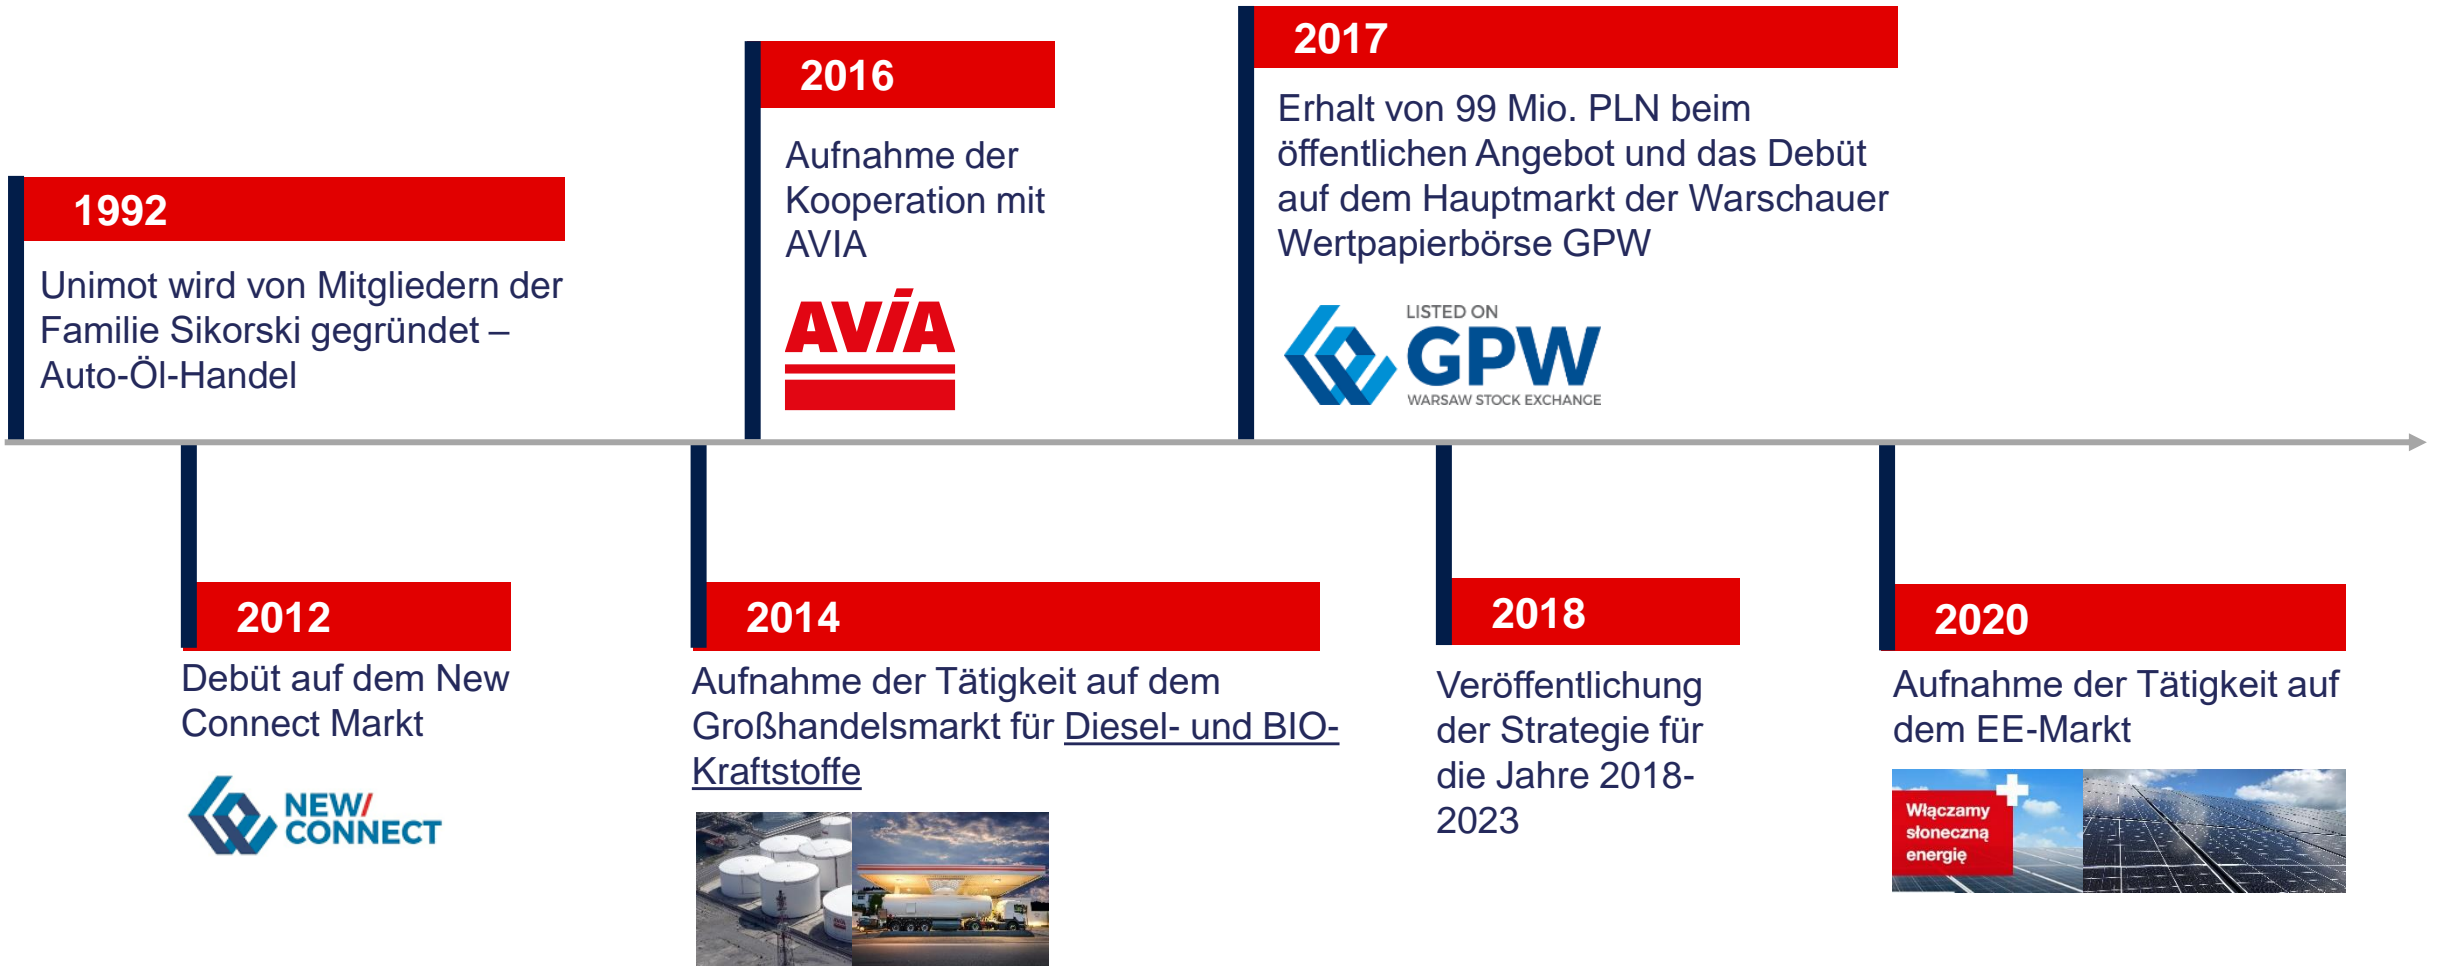 1992
Unimot wird von Mitgliedern der
Familie Sikorski gegründet –
Auto-Öl-Handel
2012
Debüt auf dem New
Connect Markt
NEW/
CONNECT
2014
Aufnahme der Tätigkeit auf dem
Großhandelsmarkt für Diesel- und BIO-
Kraftstoffe
2016
Aufnahme der
Kooperation mit
AVIA
AVIA
2017
Erhalt von 99 Mio. PLN beim
öffentlichen Angebot und das Debüt
auf dem Hauptmarkt der Warschauer
Wertpapierbörse GPW
LISTED ON
GPW
WARSAW STOCK EXCHANGE
2018
Veröffentlichung
der Strategie für
die Jahre 2018-
2023
2020
Aufnahme der Tätigkeit auf
dem EE-Markt
Włączamy
słoneczną
energię